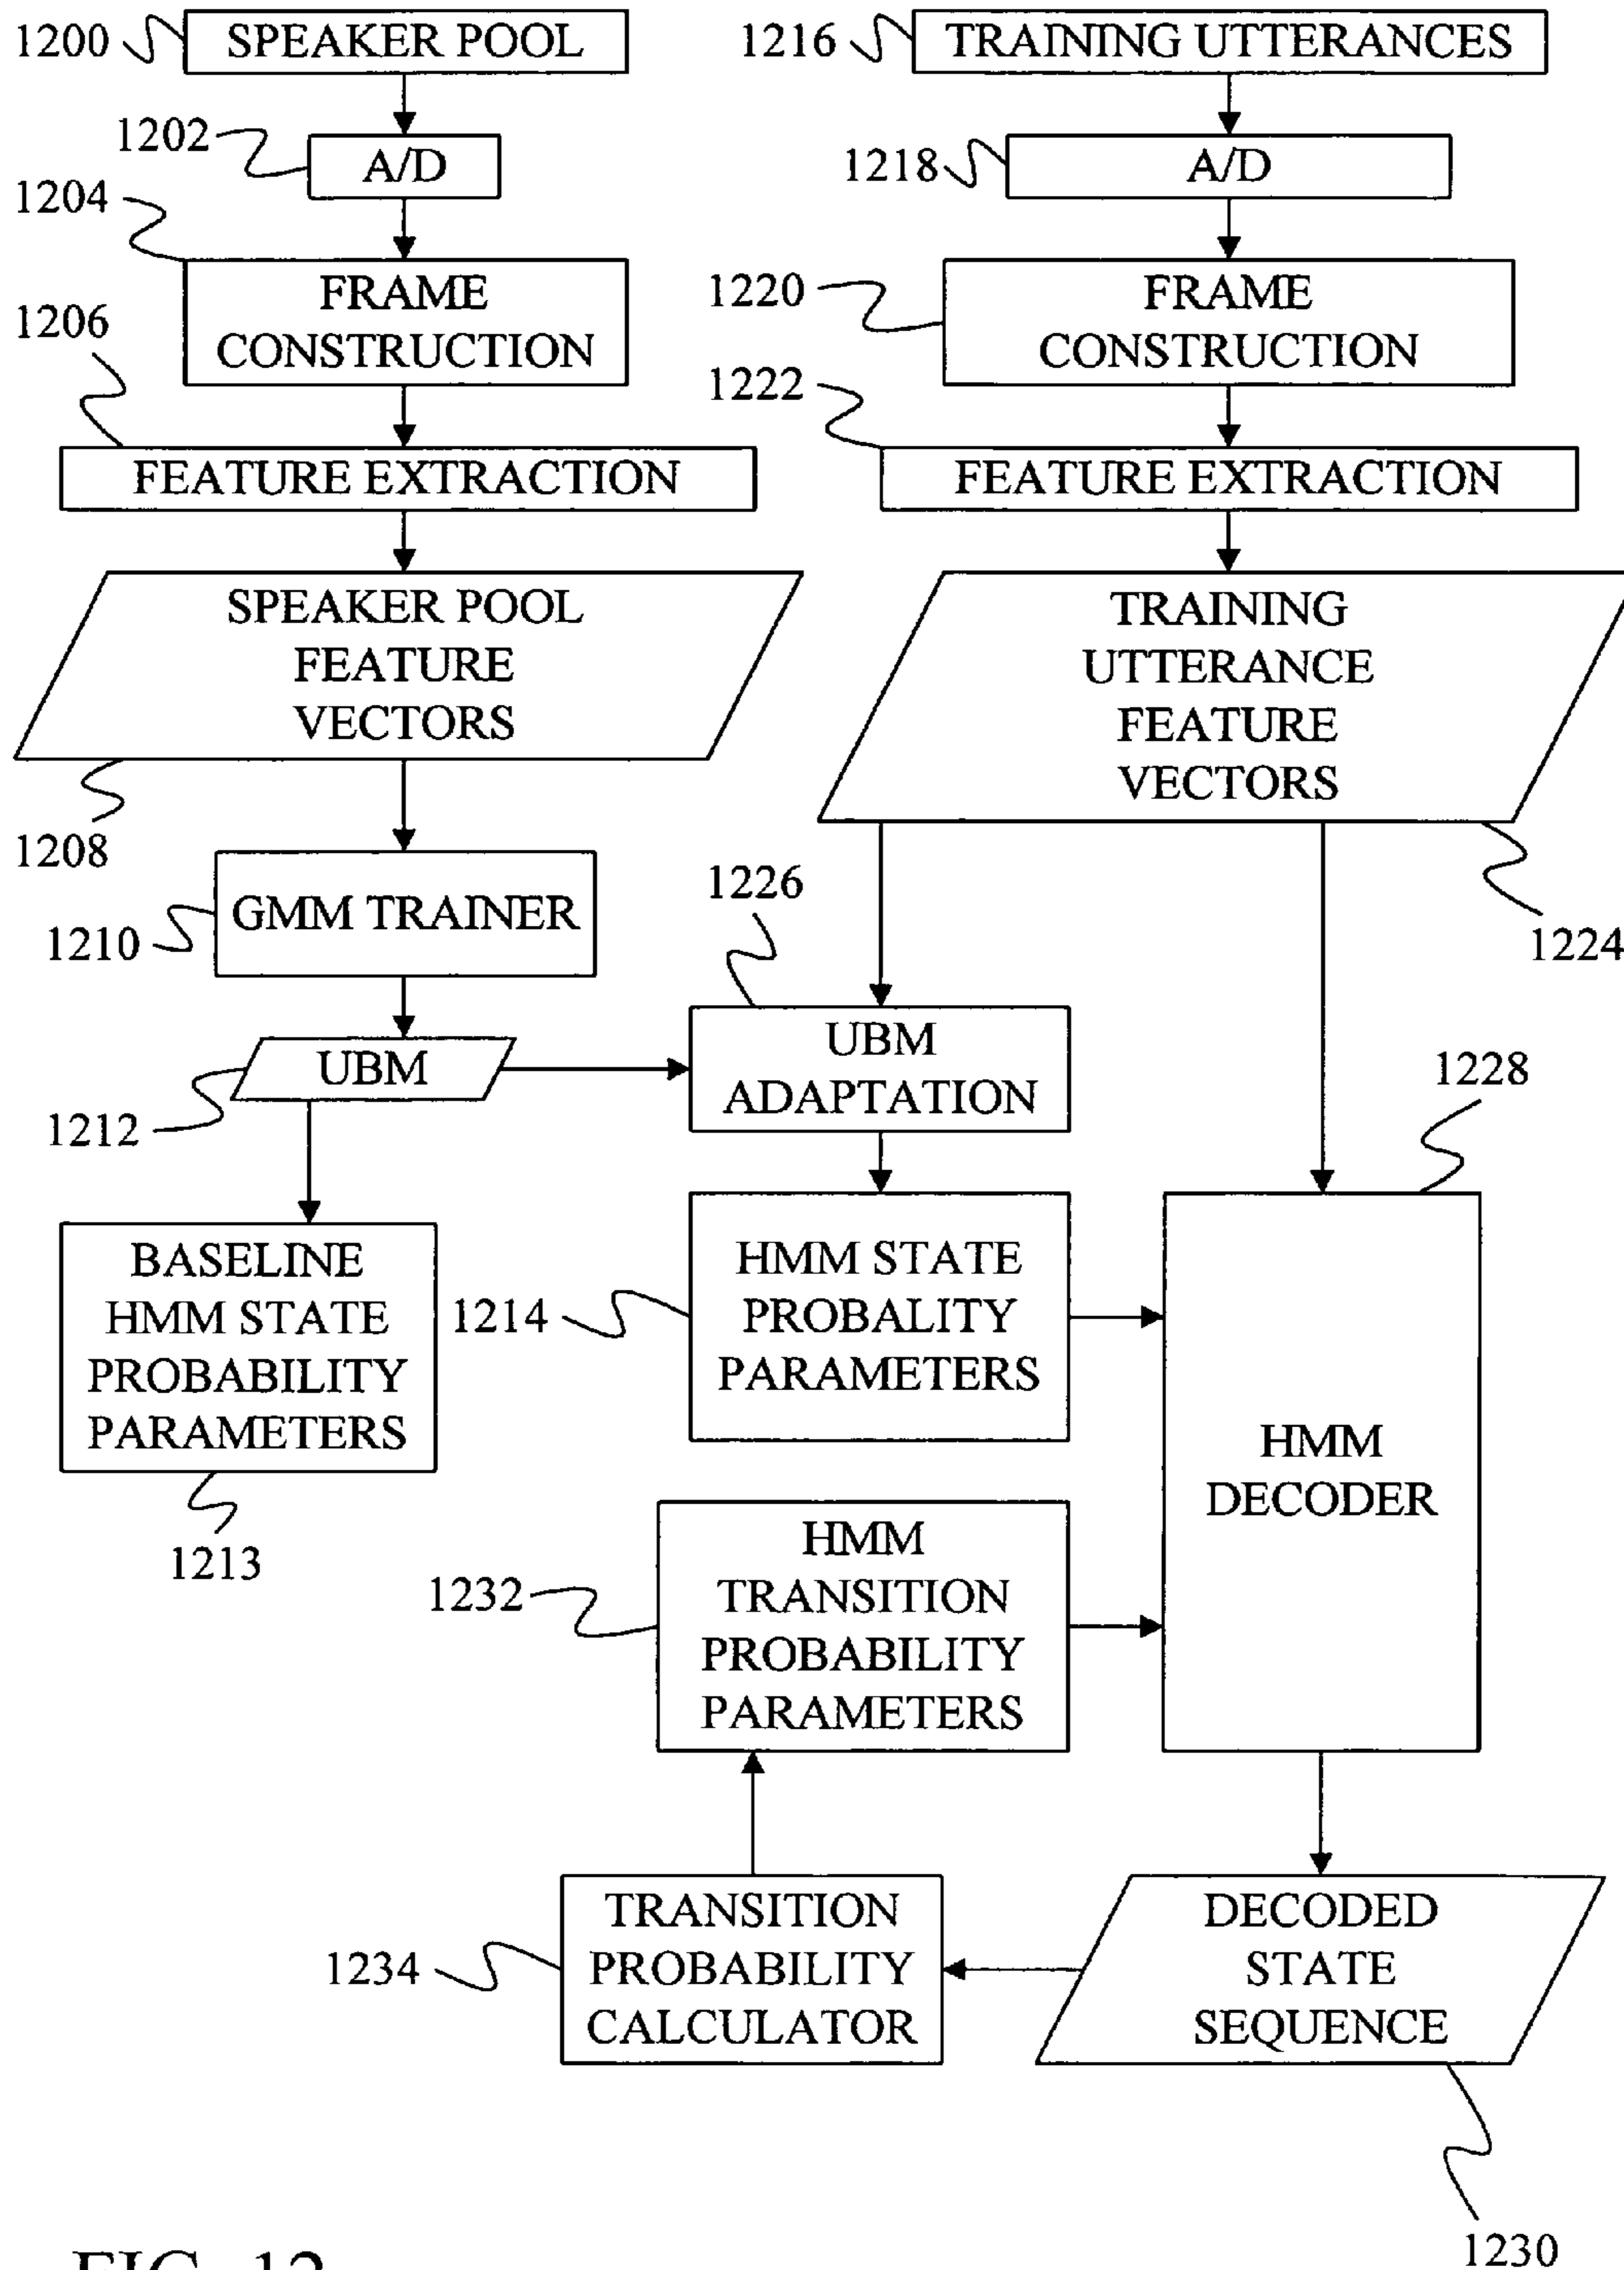 1200
SPEAKER POOL
1216
TRAINING UTTERANCES
1202
A/D
1218
A/D
1204
FRAME
CONSTRUCTION
1220
FRAME
CONSTRUCTION
1206
FEATURE EXTRACTION
1222
FEATURE EXTRACTION
SPEAKER POOL
FEATURE
VECTORS
1208
TRAINING
UTTERANCE
FEATURE
VECTORS
1224
GMM TRAINER
1210
1226
UBM
1212
UBM
ADAPTATION
1228
BASELINE
HMM STATE
PROBABILITY
PARAMETERS
1213
1214
HMM STATE
PROBALITY
PARAMETERS
HMM
DECODER
1232
HMM
TRANSITION
PROBABILITY
PARAMETERS
1234
TRANSITION
PROBABILITY
CALCULATOR
DECODED
STATE
SEQUENCE
1230
FIG. 12